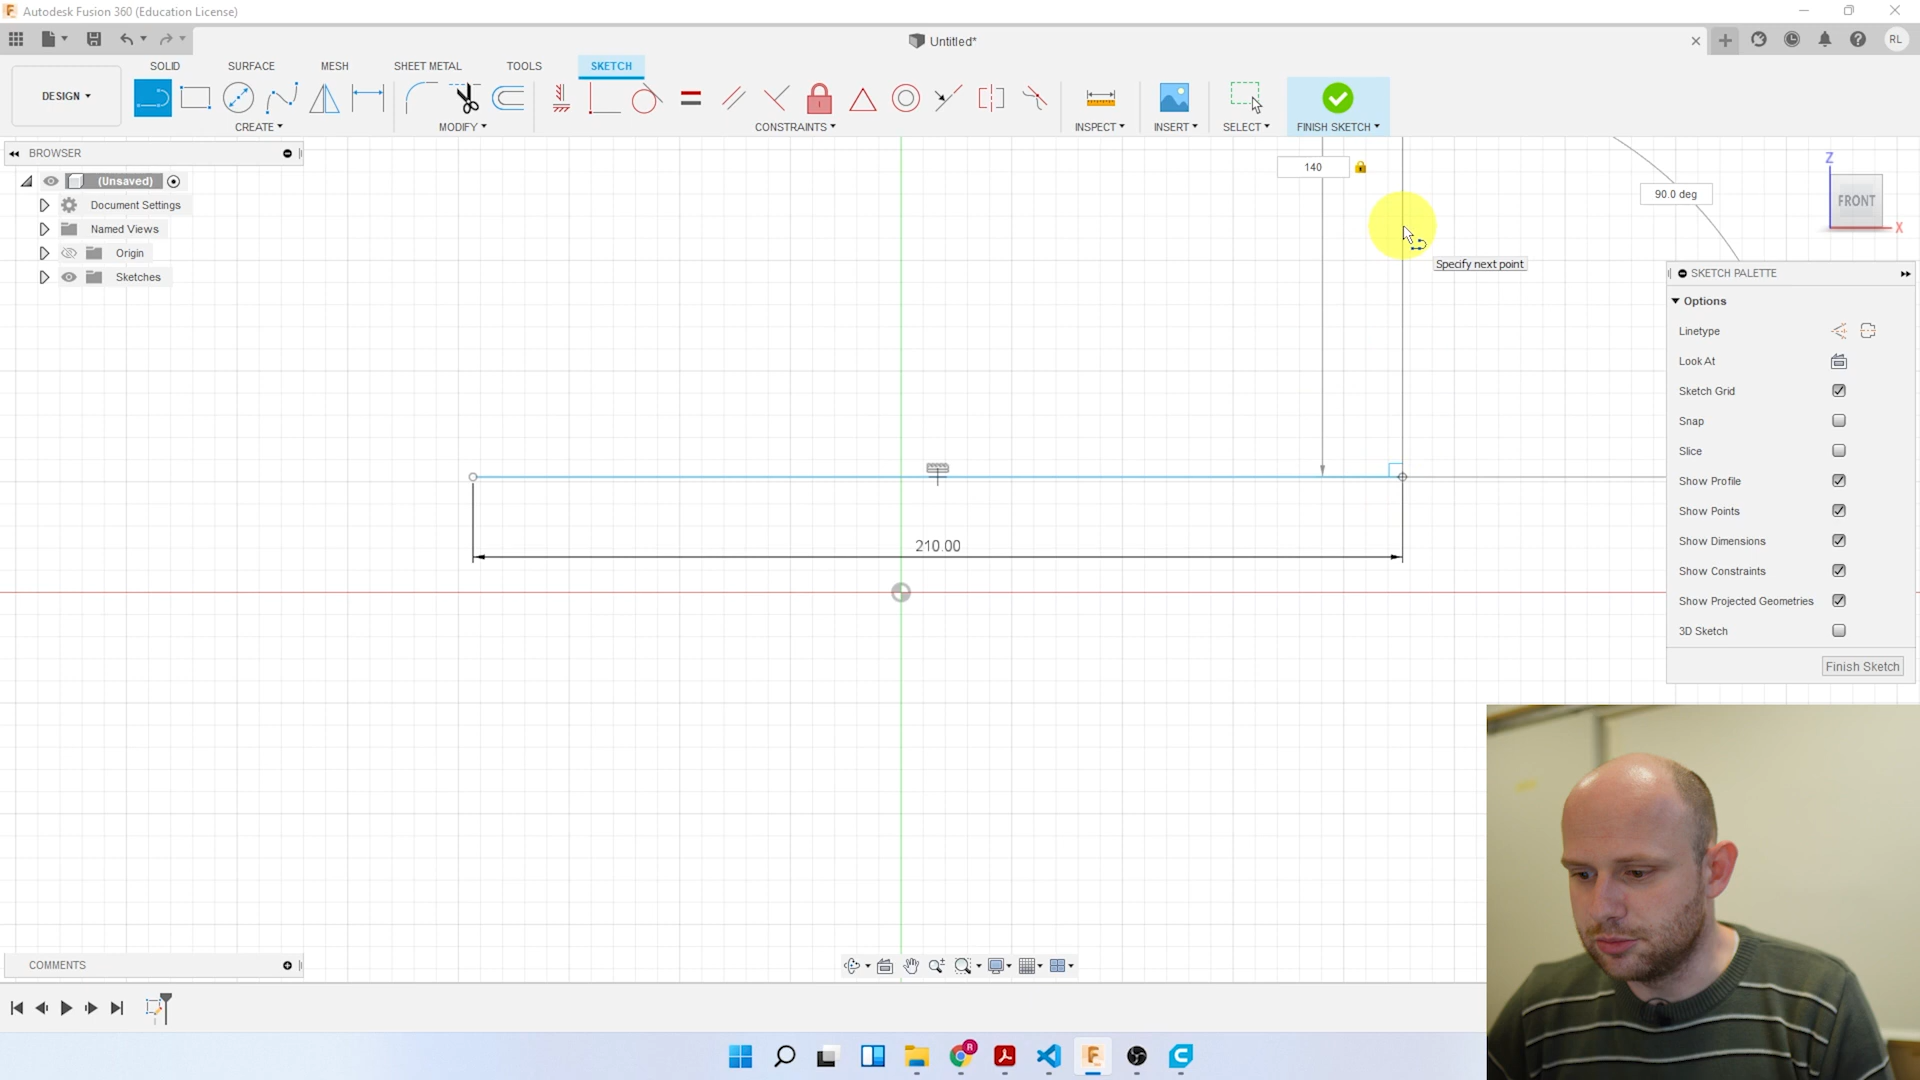 Autodesk Fusion 360 (Education License)
Untitled*
RL
DESIGN
SOLID
SURFACE
MESH
SHEET METAL
TOOLS
SKETCH
CREATE
MODIFY
CONSTRAINTS
INSPECT
INSERT
SELECT
FINISH SKETCH
BROWSER
(Unsaved)
Document Settings
Named Views
Origin
Sketches
140
90.0 deg
Specify next point
Z
FRONT
X
SKETCH PALETTE
Options
Linetype
Look At
Sketch Grid
Snap
Slice
Show Profile
Show Points
Show Dimensions
Show Constraints
Show Projected Geometries
3D Sketch
Finish Sketch
210.00
COMMENTS
R
F